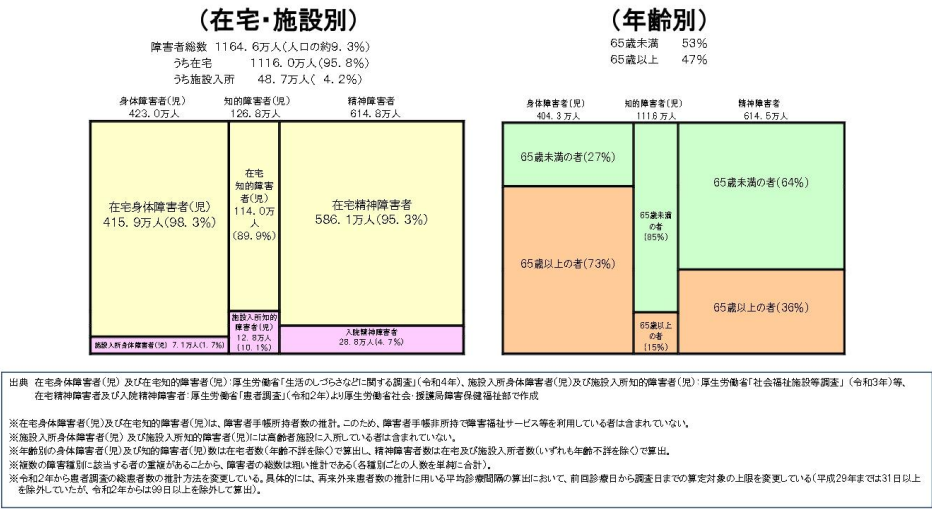 (在宅・施設別)
障害者総数 1164.6万人(人口の約9.3%)
うち在宅 1116.0万人(95.8%)
うち施設入所 48.7万人( 4.2%)
身体障害者(児)
423.0万人
知的障害者(児)
126.8万人
精神障害者
614.8万人
在宅身体障害者(児)
415.9万人(98.3%)
在宅
知的障害
者(児)
114.0万
人
(89.9%)
在宅精神障害者
586.1万人(95.3%)
施設入所身体障害者(児) 7.1万人(1.7%)
施設入所知的
障害者(児)
12.8万人
(10.1%)
入院精神障害者
28.8万人(4.7%)
(年齢別)
65歳未満 53%
65歳以上 47%
身体障害者(児)
404.3万人
知的障害者(児)
111.6万人
精神障害者
614.5万人
65歳未満の者(27%)
65歳以上の者(73%)
65歳未満
の者
(85%)
65歳以上
の者
(15%)
65歳未満の者(64%)
65歳以上の者(36%)
出典 在宅身体障害者(児)及び在宅知的障害者(児):厚生労働省「生活のしづらさなどに関する調査」(令和4年)、施設入所身体障害者(児)及び施設入所知的障害者(児):厚生労働省「社会福祉施設等調査」(令和3年)等、
在宅精神障害者及び入院精神障害者:厚生労働省「患者調査」(令和2年)より厚生労働省社会・援護局障害保健福祉部で作成
※在宅身体障害者(児)及び在宅知的障害者(児)は、障害者手帳所持者数の推計。このため、障害者手帳非所持で障害福祉サービス等を利用している者は含まれていない。
※施設入所身体障害者(児)及び施設入所知的障害者(児)には高齢者施設に入所している者は含まれていない。
※年齢別の身体障害者(児)及び知的障害者(児)数は在宅者数(年齢不詳を除く)で算出し、精神障害者数は在宅及び施設入所者数(いずれも年齢不詳を除く)で算出。
※複数の障害種別に該当する者の重複があることから、障害者の総数は粗い推計である(各種別ごとの人数を単純に合計)。
※令和2年から患者調査の総患者数の推計方法を変更している。具体的には、再来外来患者数の推計に用いる平均診療間隔の算出において、前回診療日から調査日までの算定対象の上限を変更している(平成29年までは31日以上
を除外していたが、令和2年からは99日以上を除外して算出)。